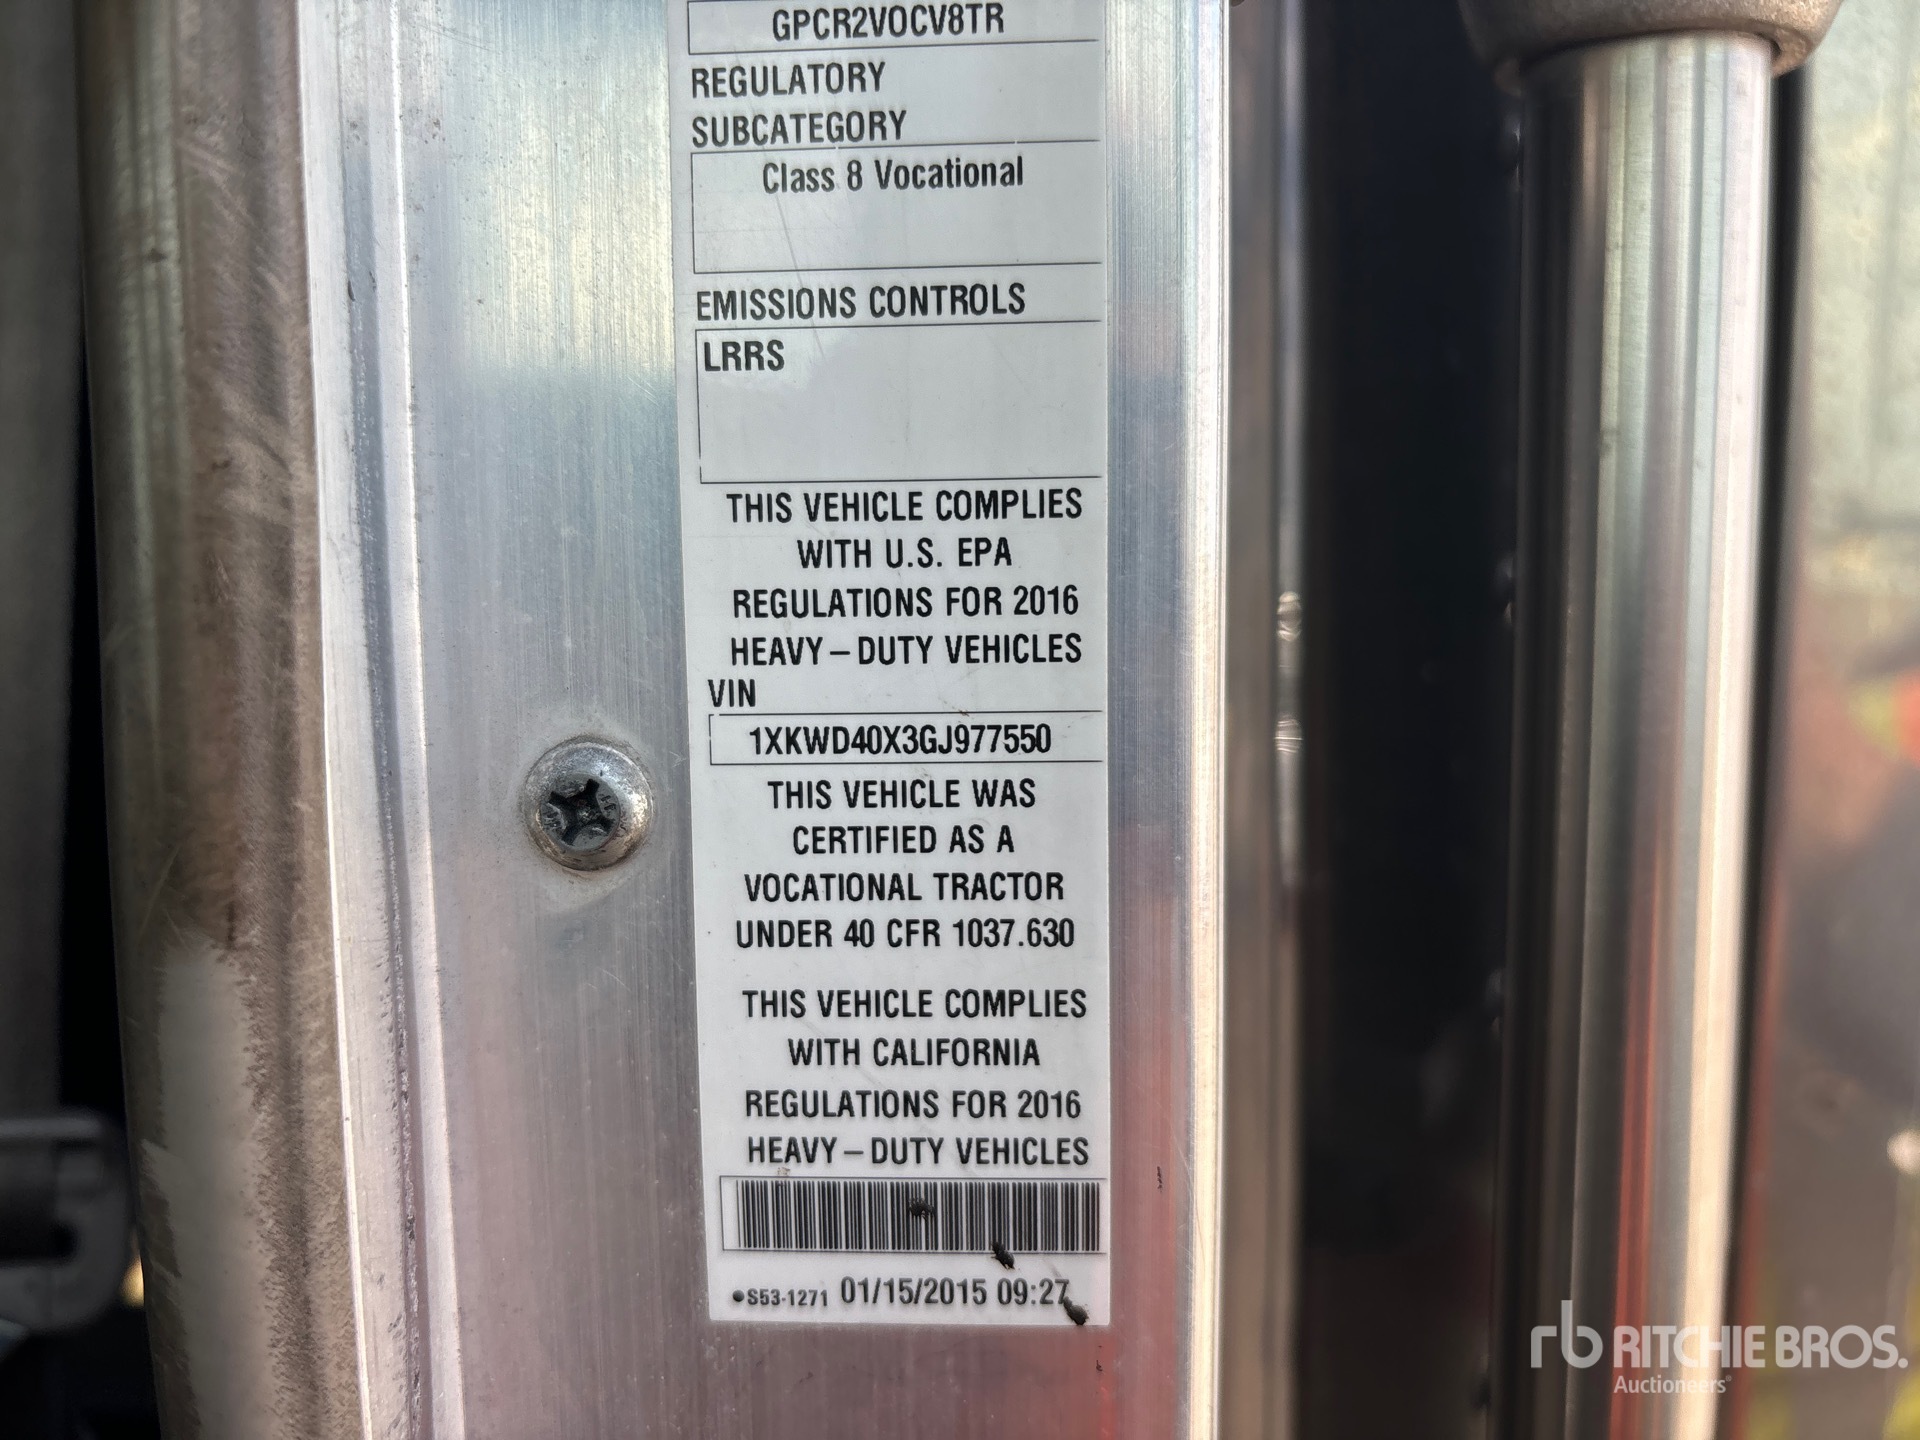 GPCR2VOCV8TR
REGULATORY
SUBCATEGORY
Class 8 Vocational
EMISSIONS CONTROLS
LRRS
THIS VEHICLE COMPLIES
WITH U.S. EPA
REGULATIONS FOR 2016
HEAVY – DUTY VEHICLES
VIN
1XKWD40X3GJ977550
THIS VEHICLE WAS
CERTIFIED AS A
VOCATIONAL TRACTOR
UNDER 40 CFR 1037.630
THIS VEHICLE COMPLIES
WITH CALIFORNIA
REGULATIONS FOR 2016
HEAVY – DUTY VEHICLES
●S53-1271 01/15/2015 09:27
rb RITCHIE BROS.
Auctioneers®